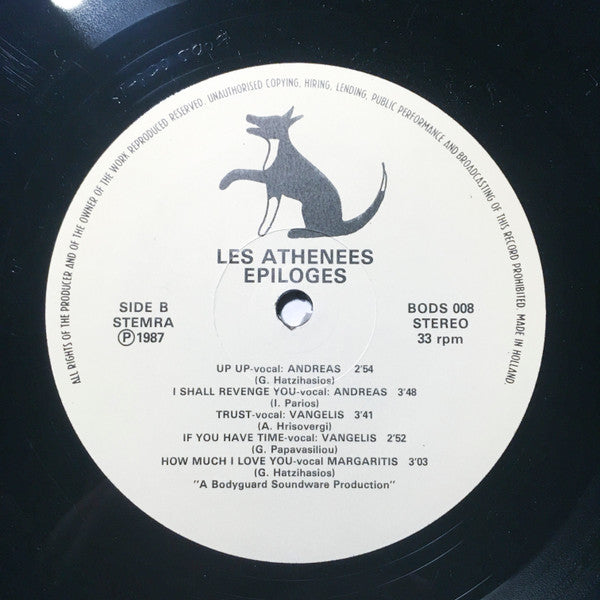 ALL RIGHTS OF THE PRODUCER AND OF THE OWNER OF THE WORK REPRODUCED RESERVED. UNAUTHORISED COPYING, HIRING, LENDING, PUBLIC PERFORMANCE AND BROADCASTING OF THIS RECORD PROHIBITED MADE IN HOLLAND.
LES ATHENEES
EPILOGES
SIDE B
STEMRA
Ⓟ 1987
BODS 008
STEREO
33 rpm
UP UP-vocal: ANDREAS 2'54
(G. Hatzihasios)
I SHALL REVENGE YOU-vocal: ANDREAS 3'48
(I. Parios)
TRUST-vocal: VANGELIS 3'41
(A. Hrisovergi)
IF YOU HAVE TIME-vocal: VANGELIS 2'52
(G. Papavasiliou)
HOW MUCH I LOVE YOU-vocal MARGARITIS 3'03
(G. Hatzihasios)
"A Bodyguard Soundware Production"